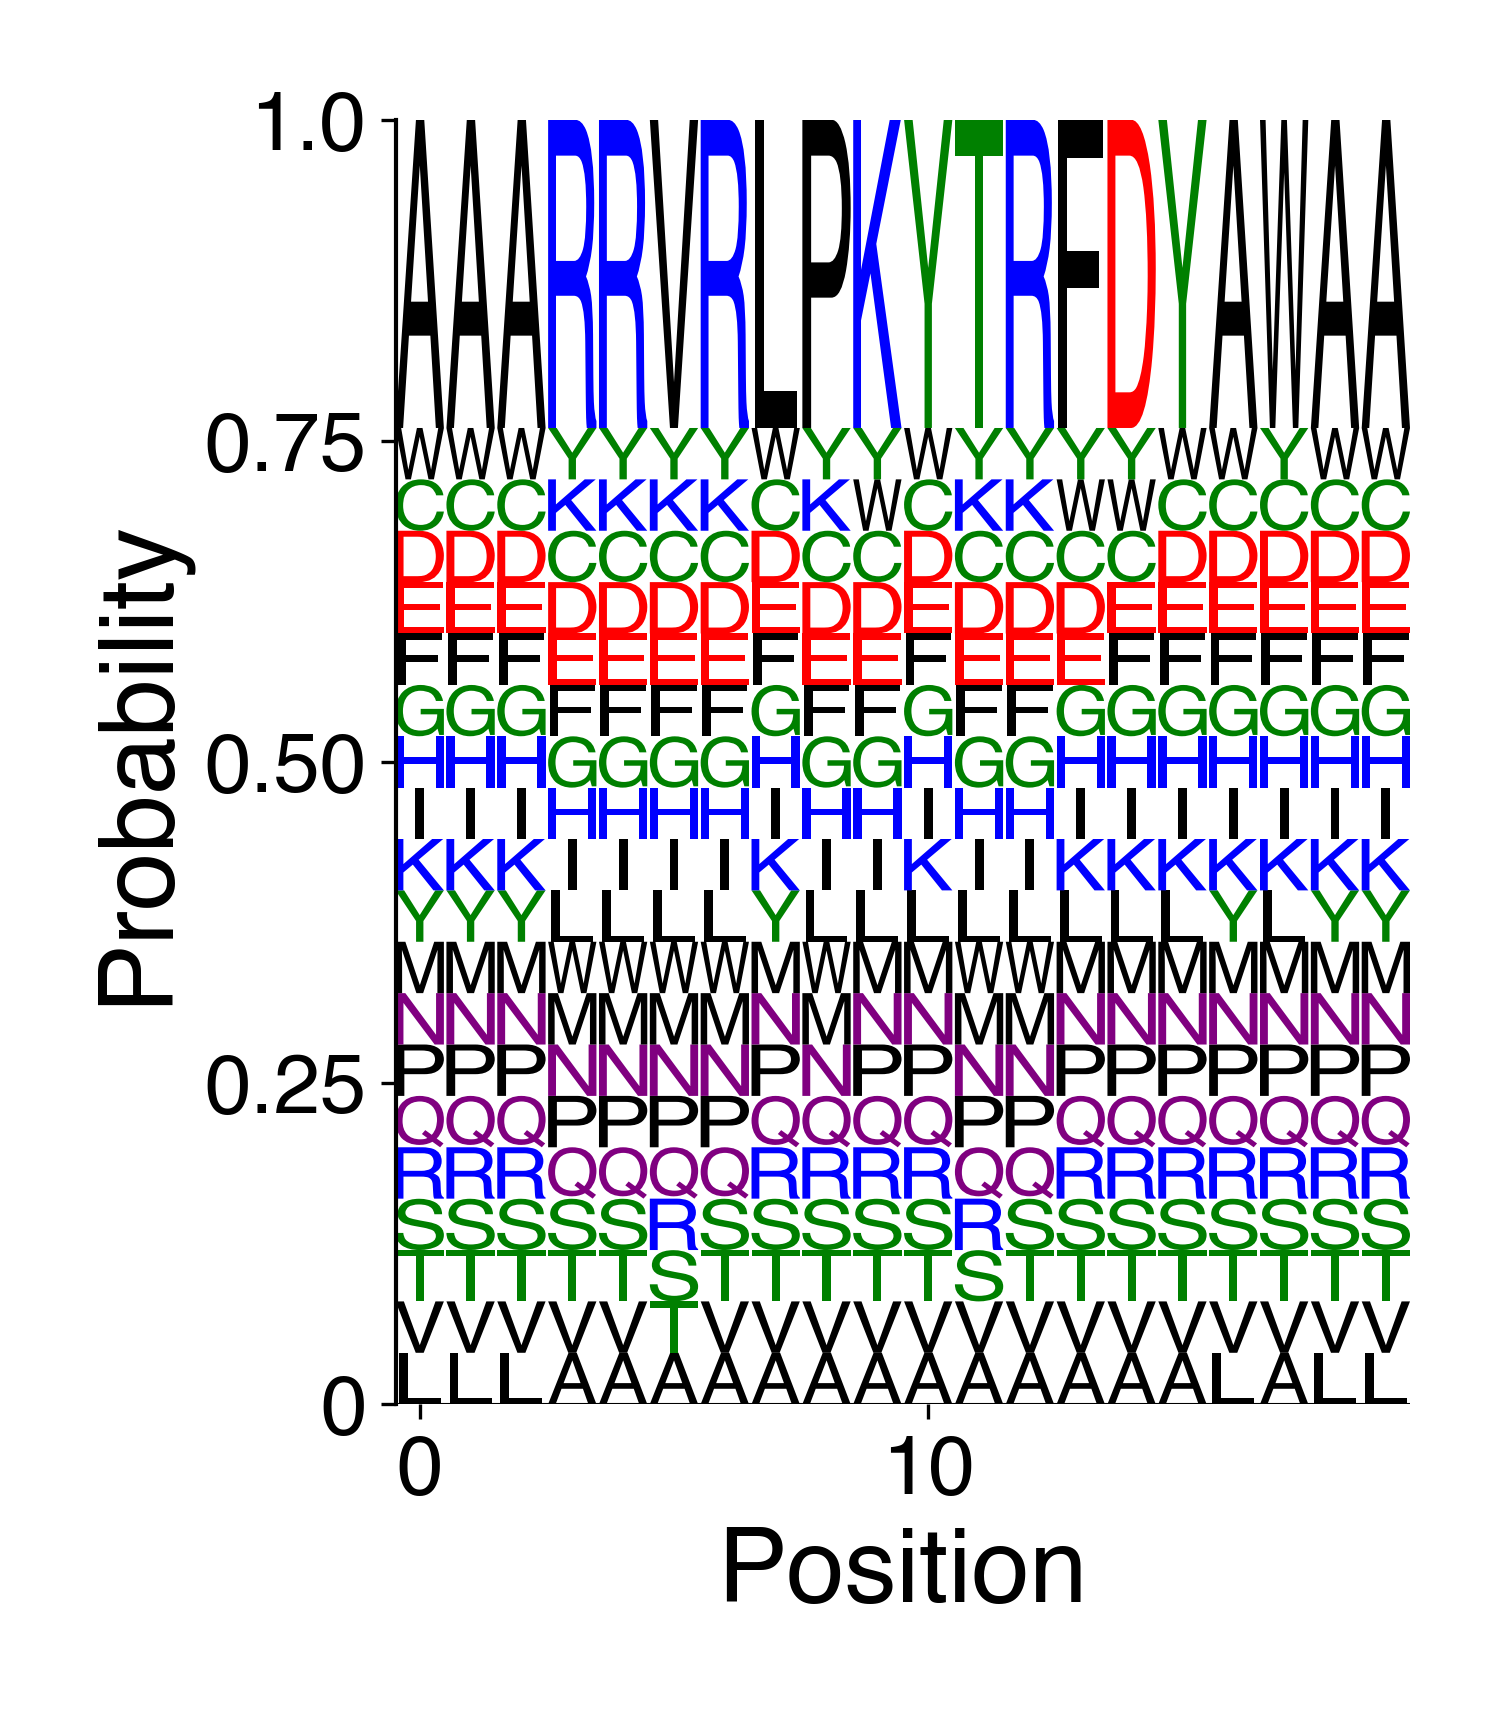 1.0
AAARRVRLPKYTRFDYAWAA
0.75
WWWYYYYWYYWYYYYWWYWW
CCCKKKKCKWCKKWWCCCCC
DDDCCCCDCCDCCCCDDDDD
EEEDDDDEDDEDDDEEEEEE
FFFEEEEFEEFEEEFFFFFF
GGGFFFFGFFGFFGGGGGGG
0.50
HHHGGGGHGGHGGHHHHHHH
IIIHHHHIHHIHHIIIIIII
KKKIIIIKIIKIIKKKKKKK
YYYLLLLYLLLLLLLLYLYY
MMMWWWWMWMMWWMMMMMMM
NNNMMMMNMNNMMNNNNNNN
0.25
PPPNNNNPNPPNNPPPPPPP
QQQPPPPQQQQPPQQQQQQQ
RRRQQQQRRRRQQRRRRRRR
SSSSSRSSSSSRSSSSSSSS
TTTTTSTTTTTSTTTTTTTT
VVVVVTVVVVVVVVVVVVVV
LLLAAAAAAAAAAAAALALL
0
0 10
Position
Probability